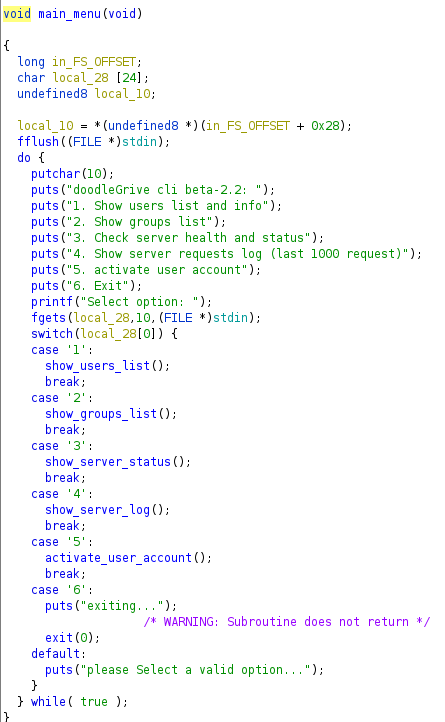 void main_menu(void)
{
long in_FS_OFFSET;
char local_28 [24];
undefined8 local_10;
local_10 = *(undefined8 *)(in_FS_OFFSET + 0x28);
fflush((FILE *)stdin);
do {
putchar(10);
puts("doodleGrive cli beta-2.2: ");
puts("1. Show users list and info");
puts("2. Show groups list");
puts("3. Check server health and status");
puts("4. Show server requests log (last 1000 request)");
puts("5. activate user account");
puts("6. Exit");
printf("Select option: ");
fgets(local_28,10,(FILE *)stdin);
switch(local_28[0]) {
case '1':
show_users_list();
break;
case '2':
show_groups_list();
break;
case '3':
show_server_status();
break;
case '4':
show_server_log();
break;
case '5':
activate_user_account();
break;
case '6':
puts("exiting...");
/* WARNING: Subroutine does not return */
exit(0);
default:
puts("please Select a valid option...");
}
} while( true );
}